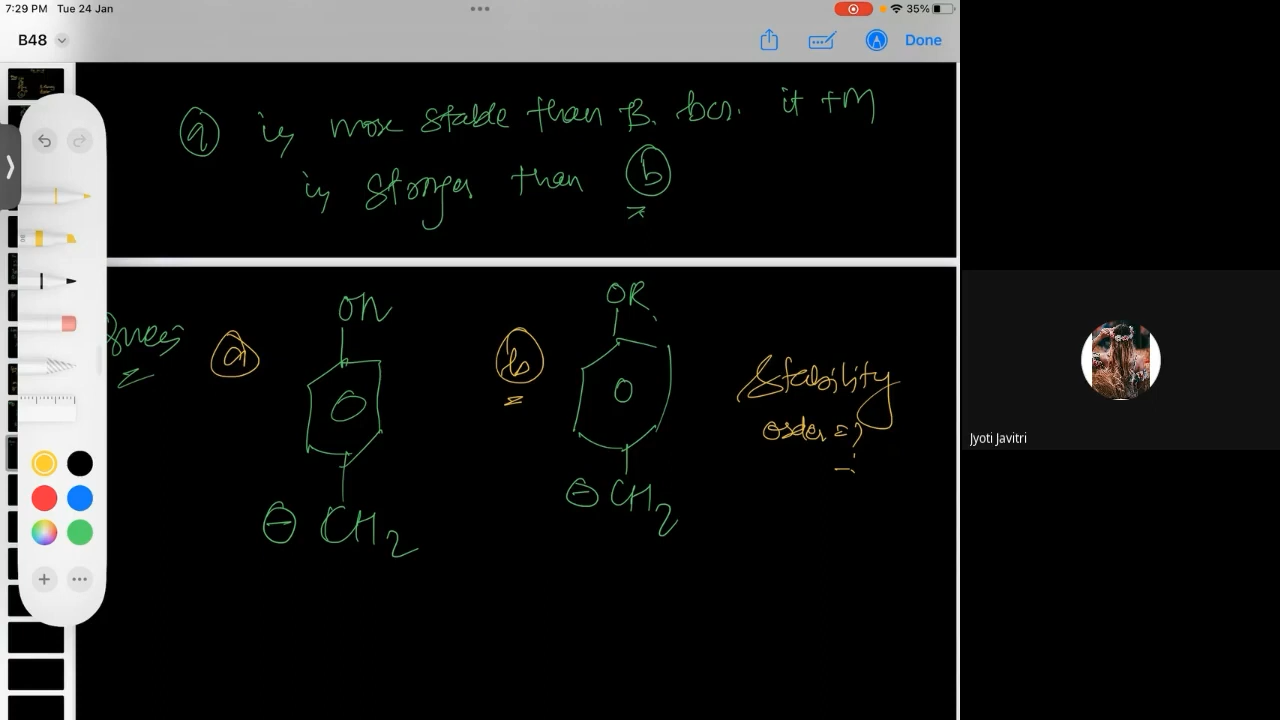 7:29 PM Tue 24 Jan
35%
B48
Done
a is more stable than B. bcs. it +M
is stronger than b
Ques
a
OH
b
OR
Stability
order = ?
⊖ CH2
⊖ CH2
Jyoti Javitri